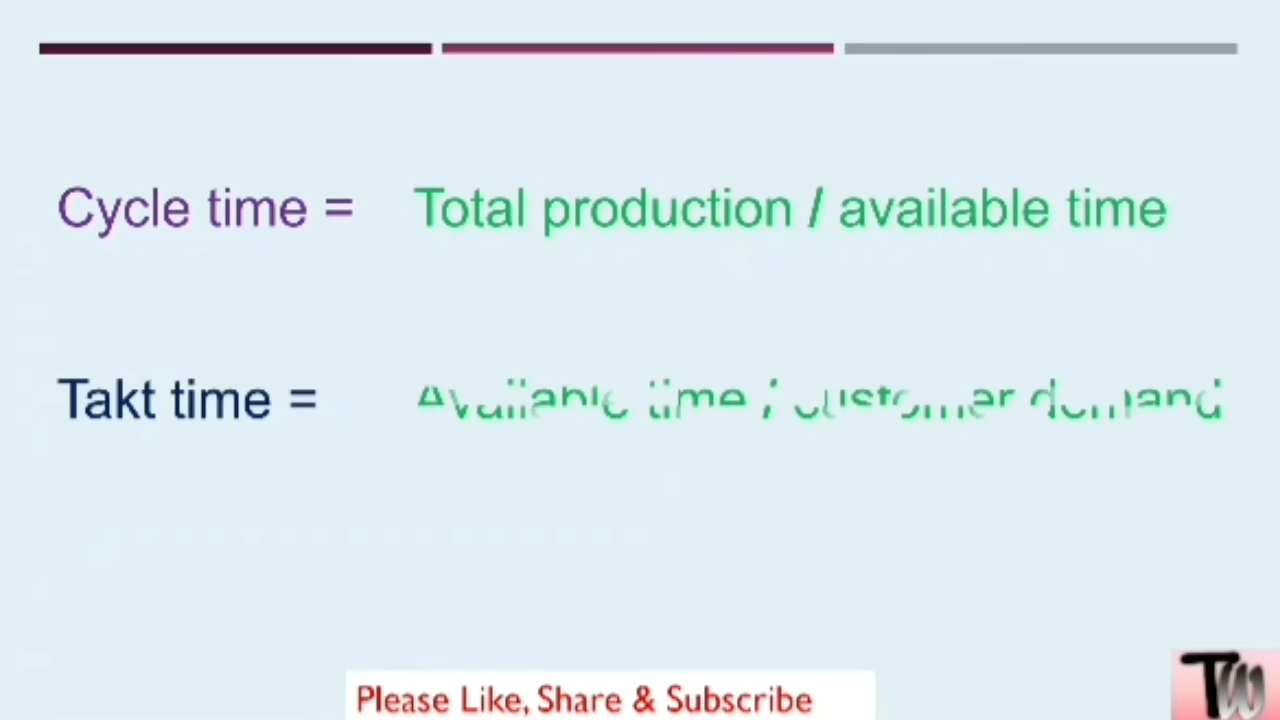 Cycle time = Total production / available time
Takt time = Available time / customer demand
Please Like, Share & Subscribe
TW